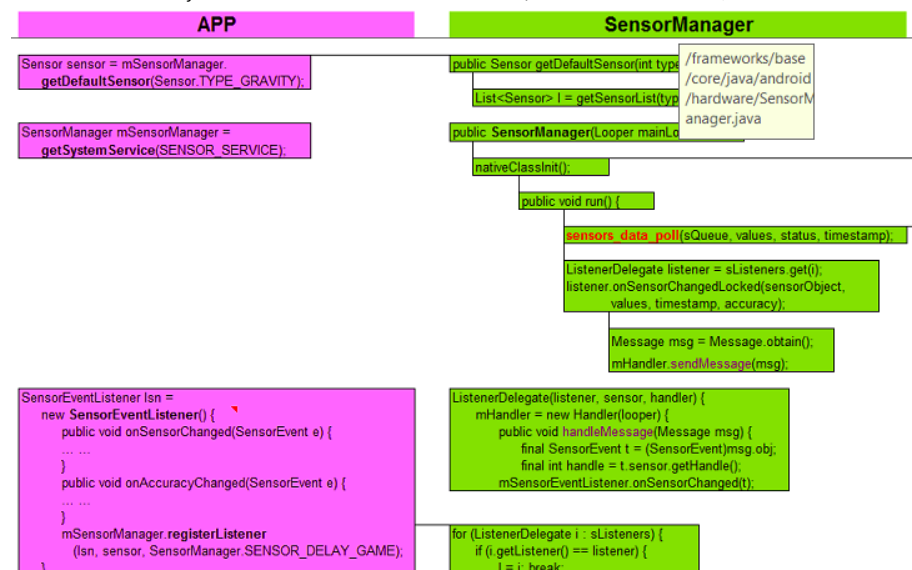 APP
SensorManager
Sensor sensor = mSensorManager.
getDefaultSensor(Sensor.TYPE_GRAVITY);
public Sensor getDefaultSensor(int type
List<Sensor> l = getSensorList(typ
/frameworks/base
/core/java/android
/hardware/SensorM
anager.java
SensorManager mSensorManager =
getSystemService(SENSOR_SERVICE);
public SensorManager(Looper mainLo
nativeClassInit();
public void run() {
sensors_data_poll(sQueue, values, status, timestamp);
ListenerDelegate listener = sListeners.get(i);
listener.onSensorChangedLocked(sensorObject,
values, timestamp, accuracy);
Message msg = Message.obtain();
mHandler.sendMessage(msg);
SensorEventListener lsn =
new SensorEventListener() {
public void onSensorChanged(SensorEvent e) {
... ...
}
public void onAccuracyChanged(SensorEvent e) {
... ...
}
mSensorManager.registerListener
(lsn, sensor, SensorManager.SENSOR_DELAY_GAME);
}
ListenerDelegate(listener, sensor, handler) {
mHandler = new Handler(looper) {
public void handleMessage(Message msg) {
final SensorEvent t = (SensorEvent)msg.obj;
final int handle = t.sensor.getHandle();
mSensorEventListener.onSensorChanged(t);
for (ListenerDelegate i : sListeners) {
if (i.getListener() == listener) {
l = i; break;